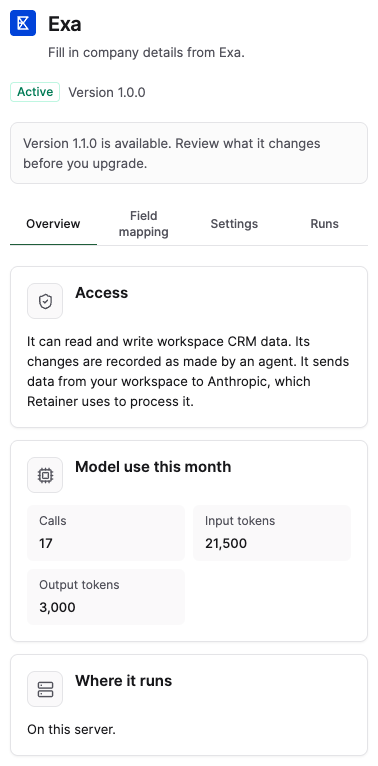 Exa
Fill in company details from Exa.
Active Version 1.0.0
Version 1.1.0 is available. Review what it changes
before you upgrade.
Overview
Field
mapping
Settings
Runs
Access
It can read and write workspace CRM data. Its
changes are recorded as made by an agent. It sends
data from your workspace to Anthropic, which
Retainer uses to process it.
Model use this month
Calls
17
Input tokens
21,500
Output tokens
3,000
Where it runs
On this server.